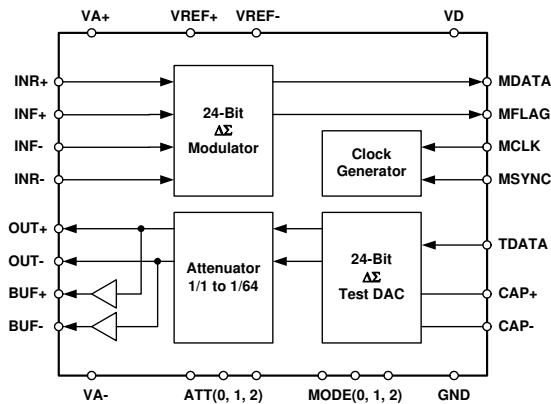 VA+ VREF+ VREF- VD
INR+
INF+
INF-
INR-
24-Bit
ΔΣ
Modulator
MDATA
MFLAG
MCLK
MSYNC
Clock
Generator
OUT+
OUT-
BUF+
BUF-
Attenuator
1/1 to 1/64
24-Bit
ΔΣ
Test DAC
TDATA
CAP+
CAP-
VA- ATT(0, 1, 2) MODE(0, 1, 2) GND